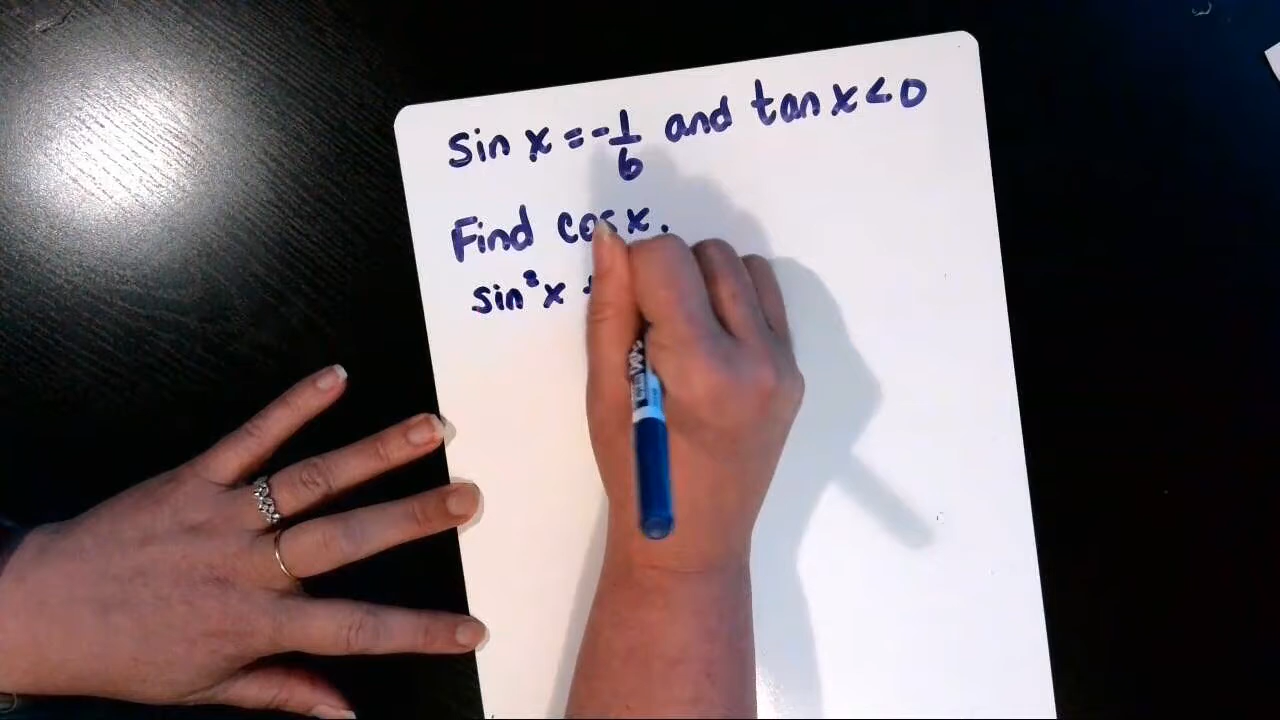 sin x = -1/6 and tan x < 0
Find cos x.
sin²x +